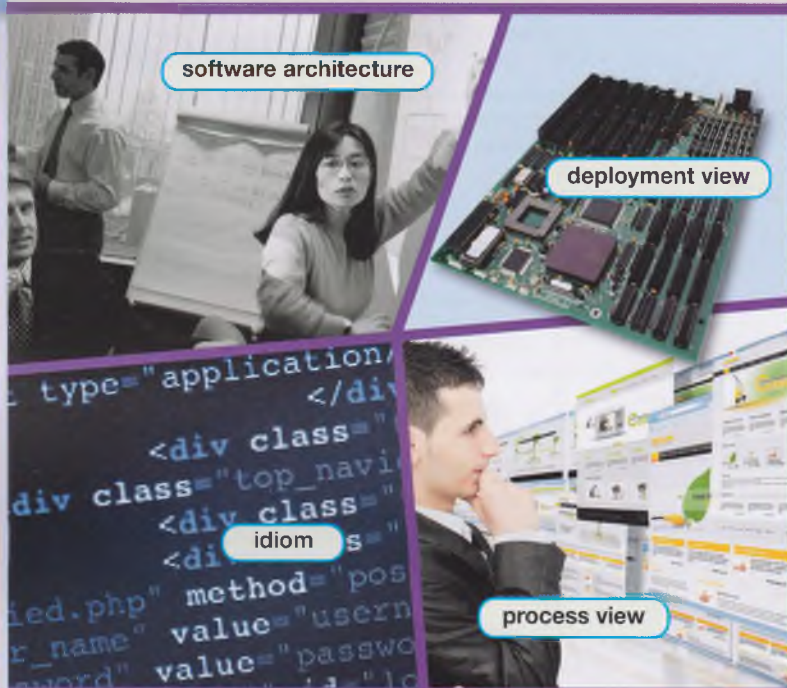 software architecture
deployment view
type="application/
</div
<div class="
div class="top_navi
<div class="
<di s="
idiom
ied.php" method="pos
r_name" value="usern
sword" value="passwo
process view